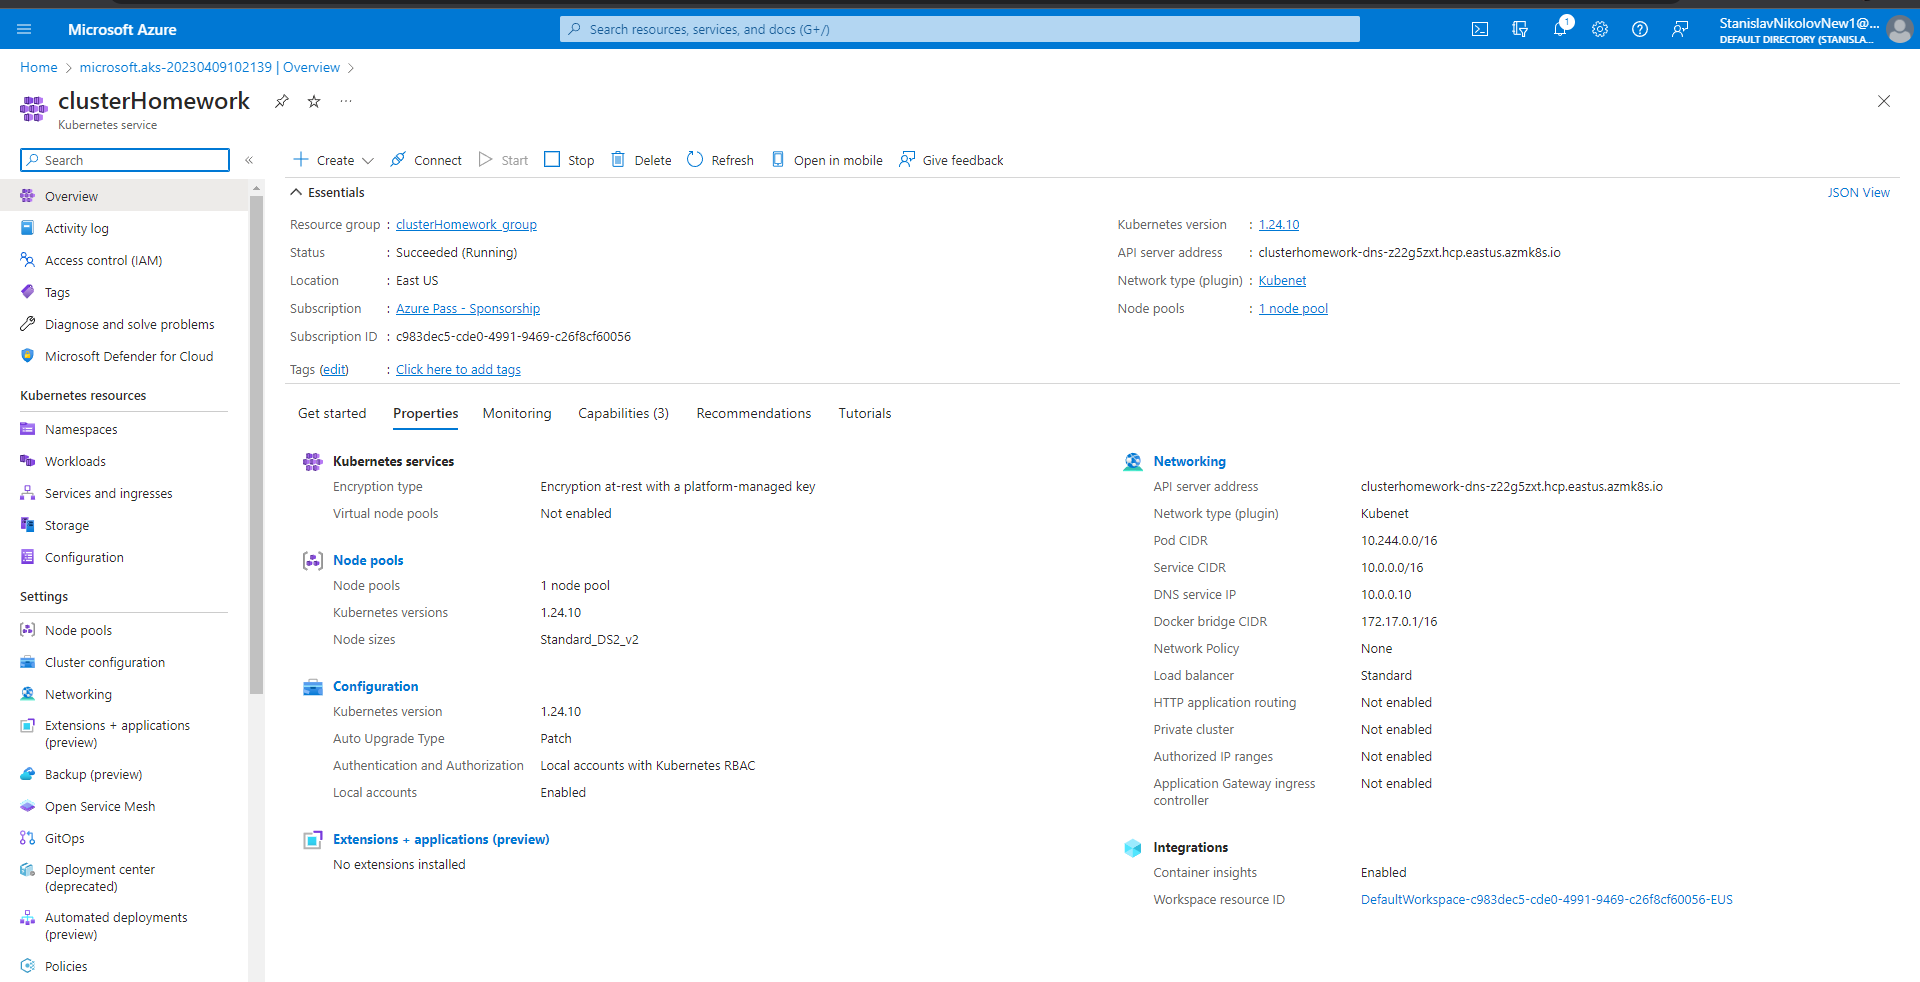 Microsoft Azure
Search resources, services, and docs (G+/)
1
StanislavNikolovNew1@...
DEFAULT DIRECTORY (STANISLA...
Home > microsoft.aks-20230409102139 | Overview >
clusterHomework
Kubernetes service
Search
«
Create
Connect
Start
Stop
Delete
Refresh
Open in mobile
Give feedback
Overview
Activity log
Access control (IAM)
Tags
Diagnose and solve problems
Microsoft Defender for Cloud
Kubernetes resources
Namespaces
Workloads
Services and ingresses
Storage
Configuration
Settings
Node pools
Cluster configuration
Networking
Extensions + applications
(preview)
Backup (preview)
Open Service Mesh
GitOps
Deployment center
(deprecated)
Automated deployments
(preview)
Policies
Essentials
JSON View
Resource group : clusterHomework_group
Status : Succeeded (Running)
Location : East US
Subscription : Azure Pass - Sponsorship
Subscription ID : c983dec5-cde0-4991-9469-c26f8cf60056
Tags (edit) : Click here to add tags
Kubernetes version : 1.24.10
API server address : clusterhomework-dns-z22g5zxt.hcp.eastus.azmk8s.io
Network type (plugin) : Kubenet
Node pools : 1 node pool
Get started
Properties
Monitoring
Capabilities (3)
Recommendations
Tutorials
Kubernetes services
Encryption type Encryption at-rest with a platform-managed key
Virtual node pools Not enabled
Node pools
Node pools 1 node pool
Kubernetes versions 1.24.10
Node sizes Standard_DS2_v2
Configuration
Kubernetes version 1.24.10
Auto Upgrade Type Patch
Authentication and Authorization Local accounts with Kubernetes RBAC
Local accounts Enabled
Extensions + applications (preview)
No extensions installed
Networking
API server address clusterhomework-dns-z22g5zxt.hcp.eastus.azmk8s.io
Network type (plugin) Kubenet
Pod CIDR 10.244.0.0/16
Service CIDR 10.0.0.0/16
DNS service IP 10.0.0.10
Docker bridge CIDR 172.17.0.1/16
Network Policy None
Load balancer Standard
HTTP application routing Not enabled
Private cluster Not enabled
Authorized IP ranges Not enabled
Application Gateway ingress Not enabled
controller
Integrations
Container insights Enabled
Workspace resource ID DefaultWorkspace-c983dec5-cde0-4991-9469-c26f8cf60056-EUS